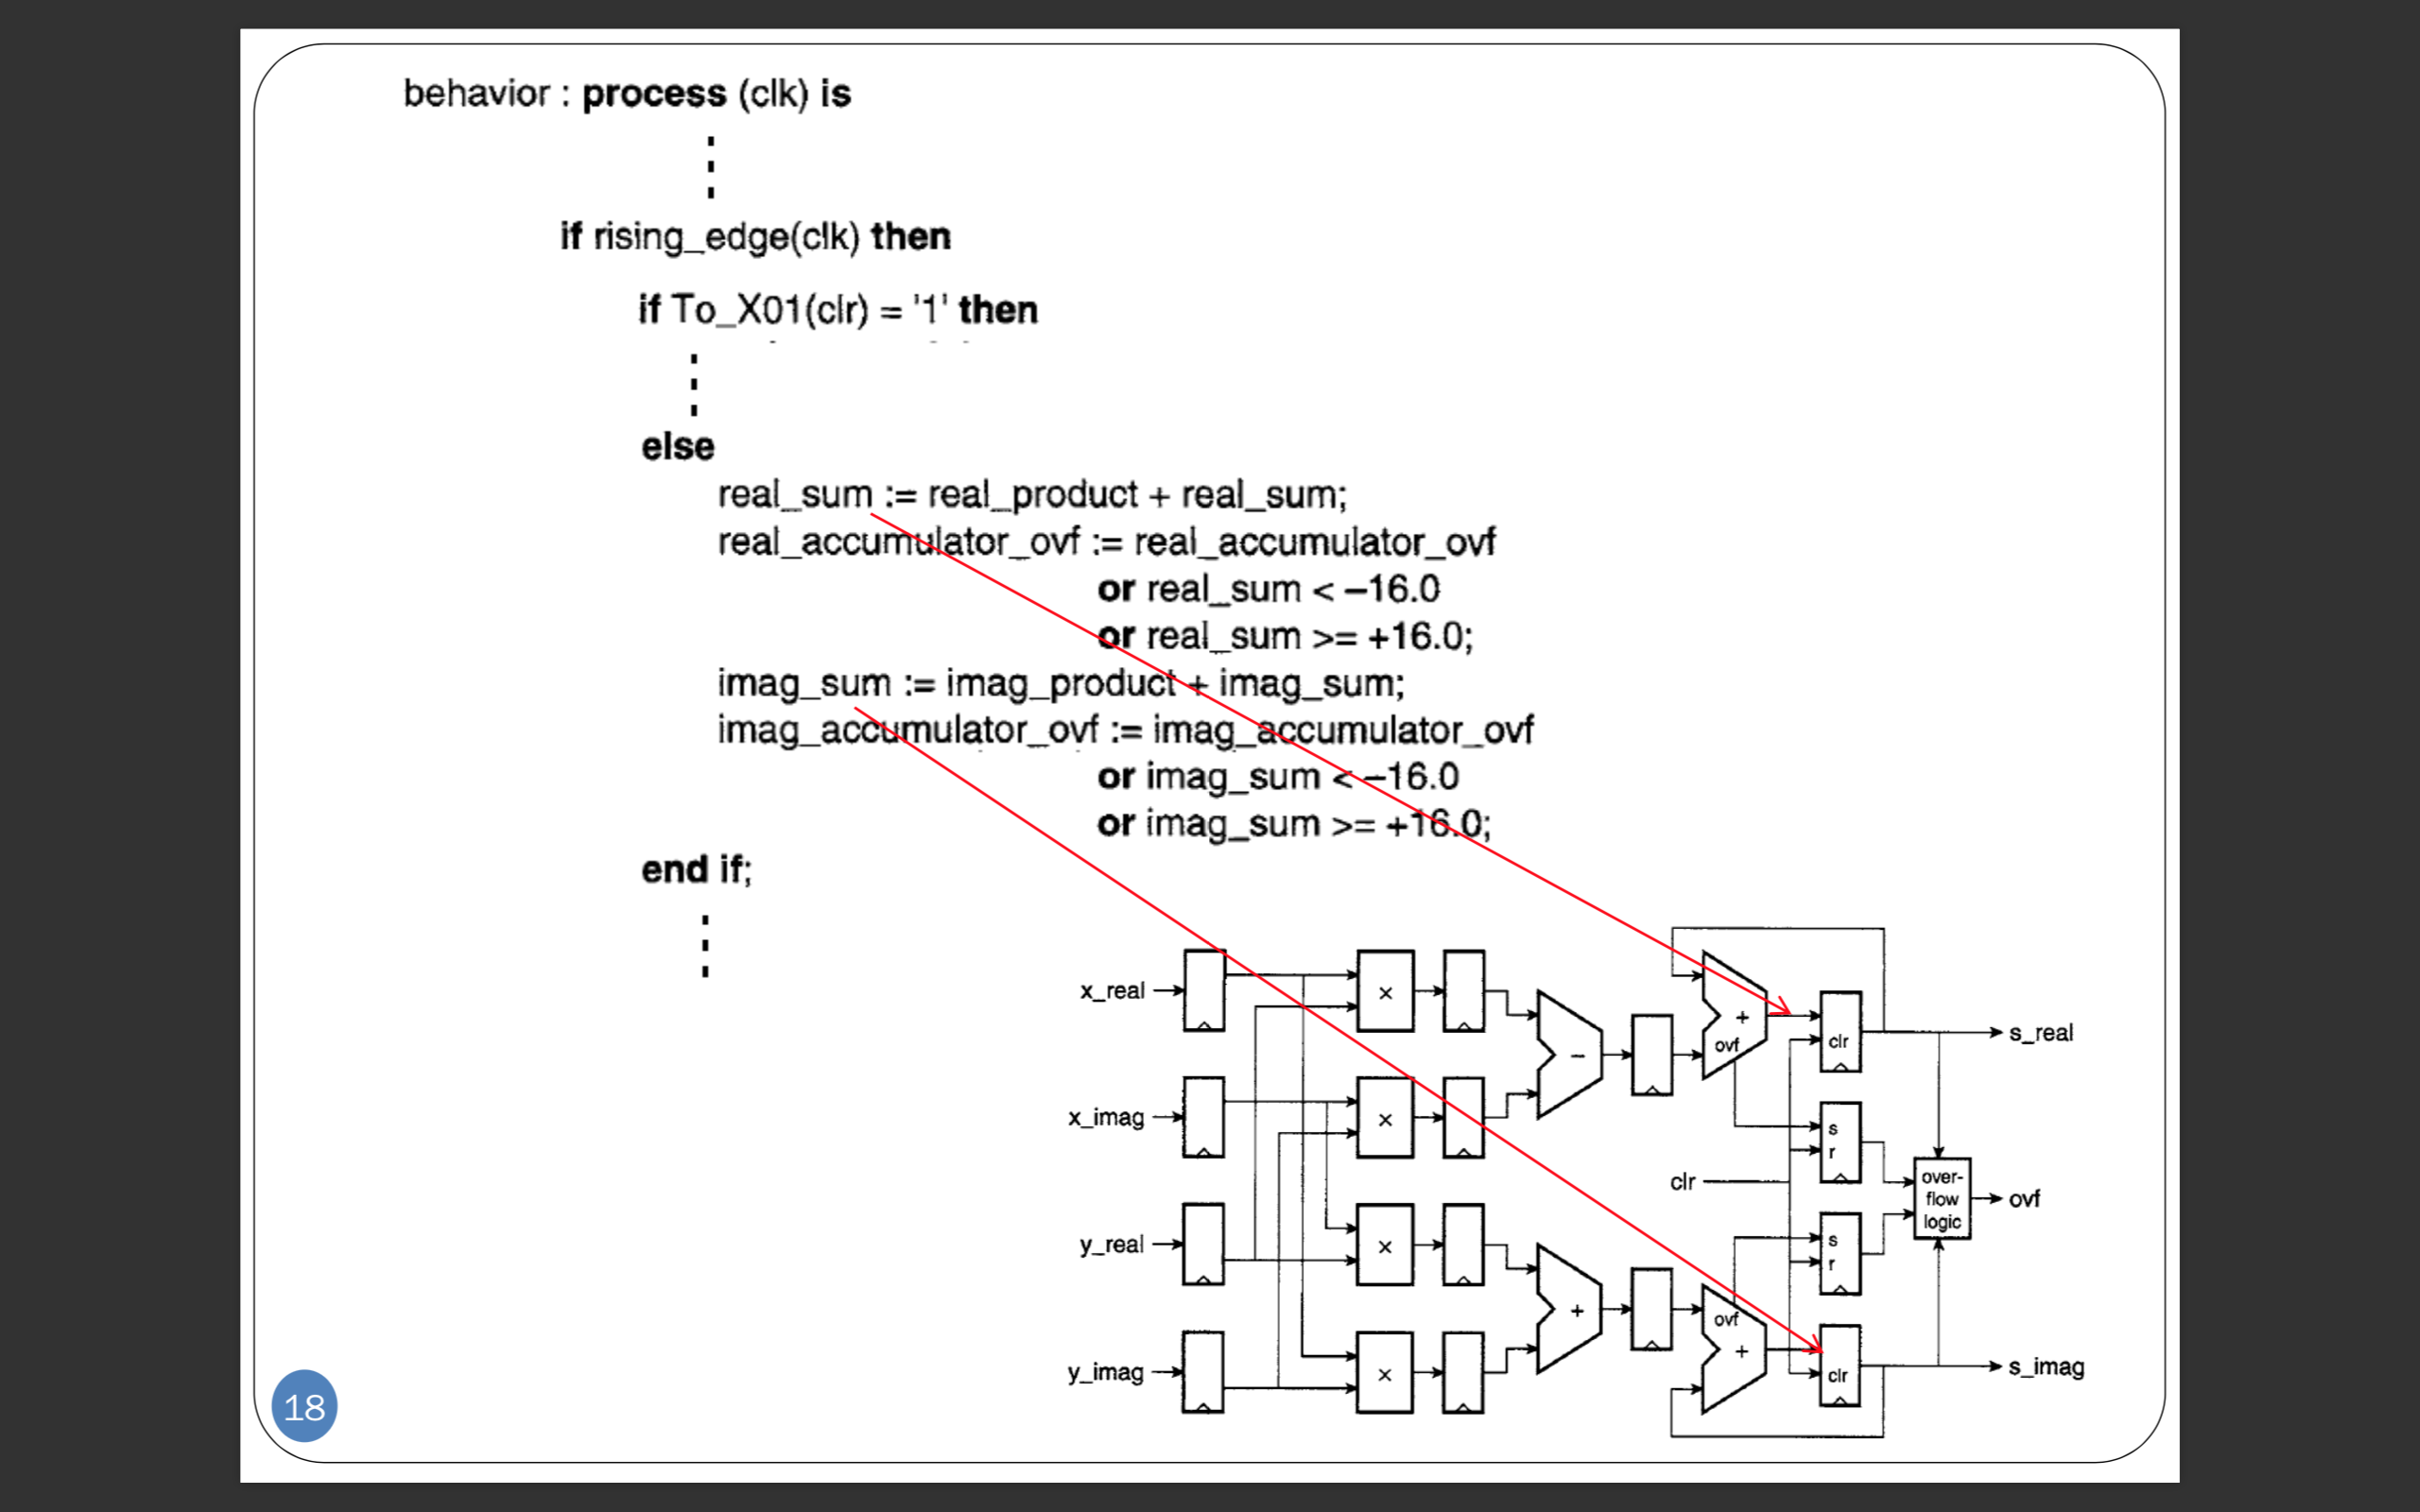 behavior : process (clk) is
if rising_edge(clk) then
if To_X01(clr) = '1' then
else
real_sum := real_product + real_sum;
real_accumulator_ovf := real_accumulator_ovf
or real_sum < –16.0
or real_sum >= +16.0;
imag_sum := imag_product + imag_sum;
imag_accumulator_ovf := imag_accumulator_ovf
or imag_sum < –16.0
or imag_sum >= +16.0;
end if;
x_real
×
+
ovf
clr
s_real
−
x_imag
×
s
r
clr
over-
flow
logic
ovf
y_real
×
s
r
+
ovf
+
y_imag
×
clr
s_imag
18